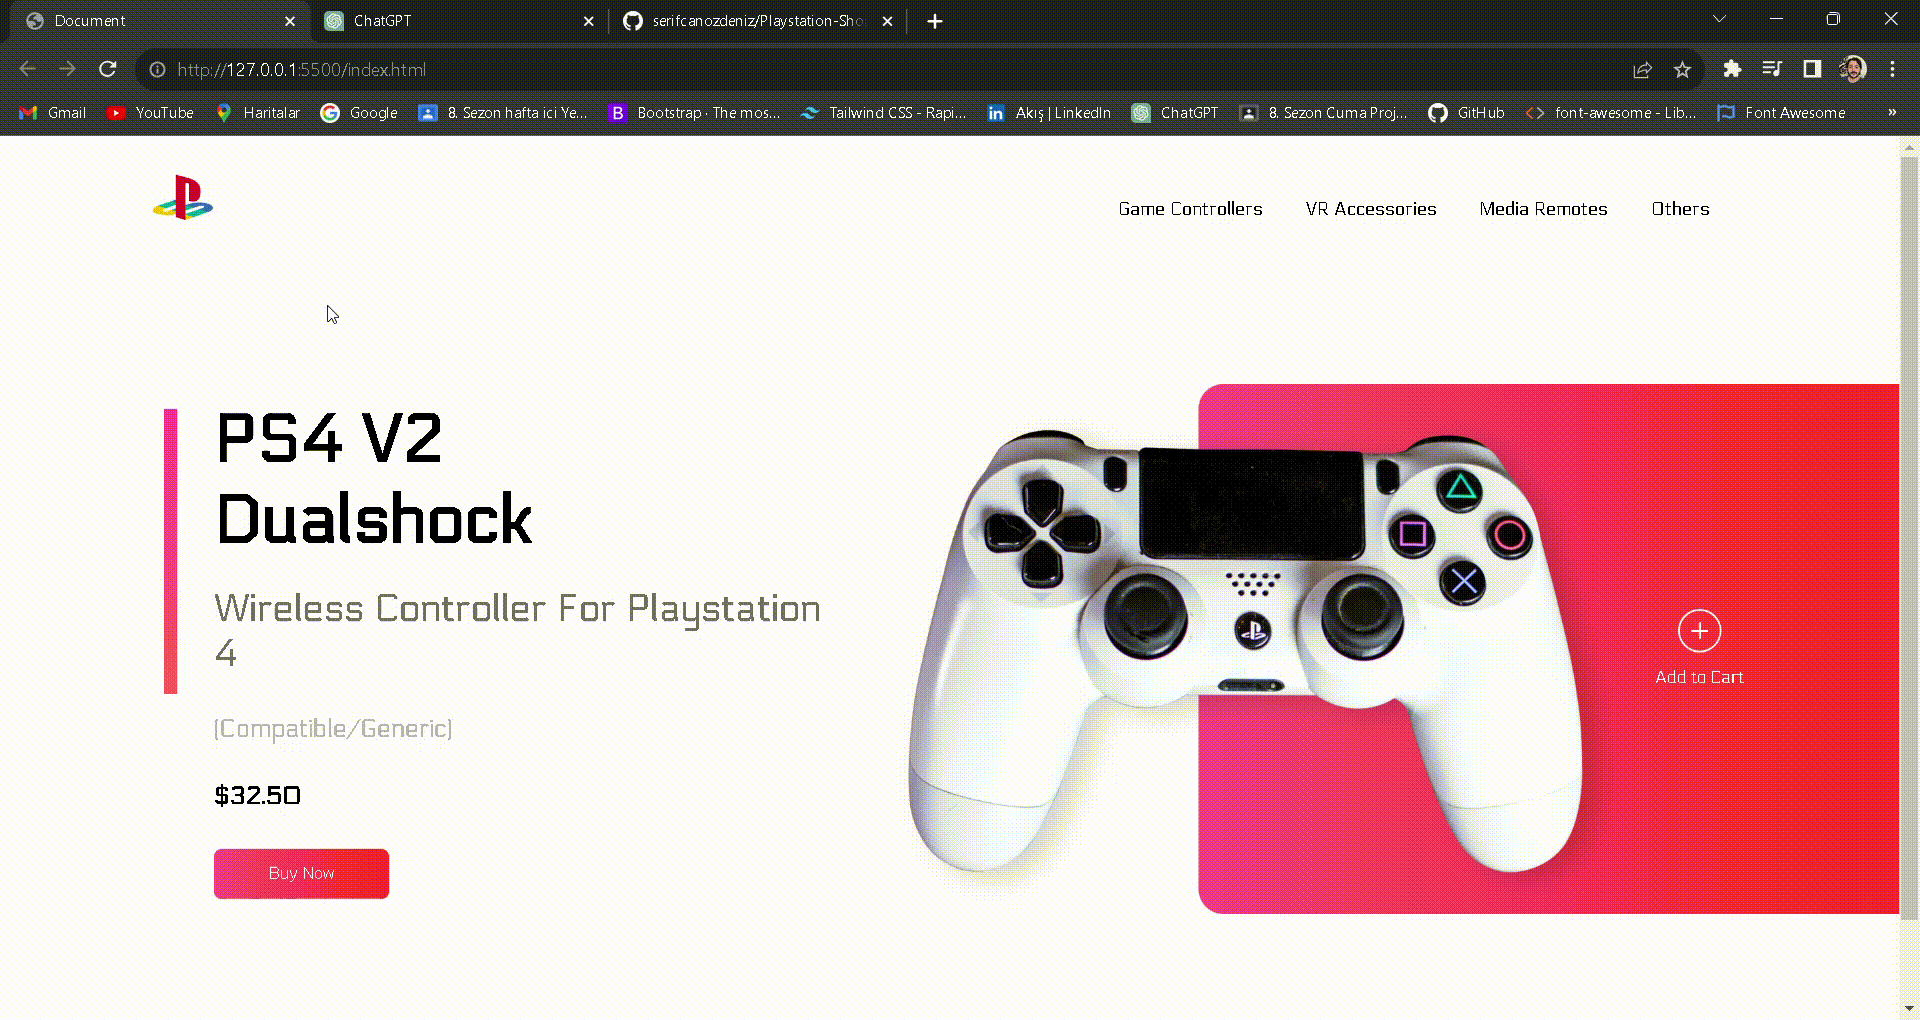 Document
ChatGPT
serifcanozdeniz/Playstation-Sho
http://127.0.0.1:5500/index.html
Gmail YouTube Haritalar Google 8. Sezon hafta ici Ye... Bootstrap · The mos... Tailwind CSS - Rapi... Akış | LinkedIn ChatGPT 8. Sezon Cuma Proj... GitHub font-awesome - Lib... Font Awesome »
Game Controllers VR Accessories Media Remotes Others
PS4 V2
Dualshock
Wireless Controller For Playstation
4
(Compatible/Generic)
$32.50
Buy Now
Add to Cart